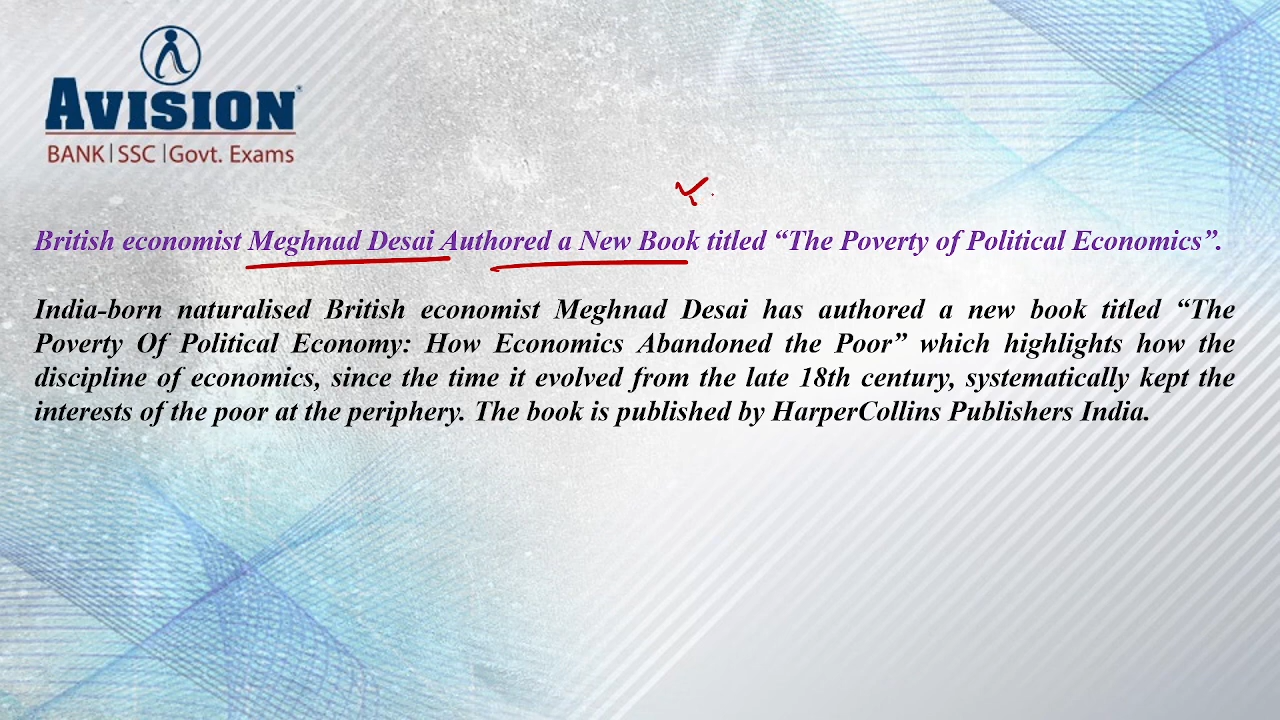 AVISION
BANK | SSC | Govt. Exams
British economist Meghnad Desai Authored a New Book titled “The Poverty of Political Economics”.
India-born naturalised British economist Meghnad Desai has authored a new book titled “The
Poverty Of Political Economy: How Economics Abandoned the Poor” which highlights how the
discipline of economics, since the time it evolved from the late 18th century, systematically kept the
interests of the poor at the periphery. The book is published by HarperCollins Publishers India.